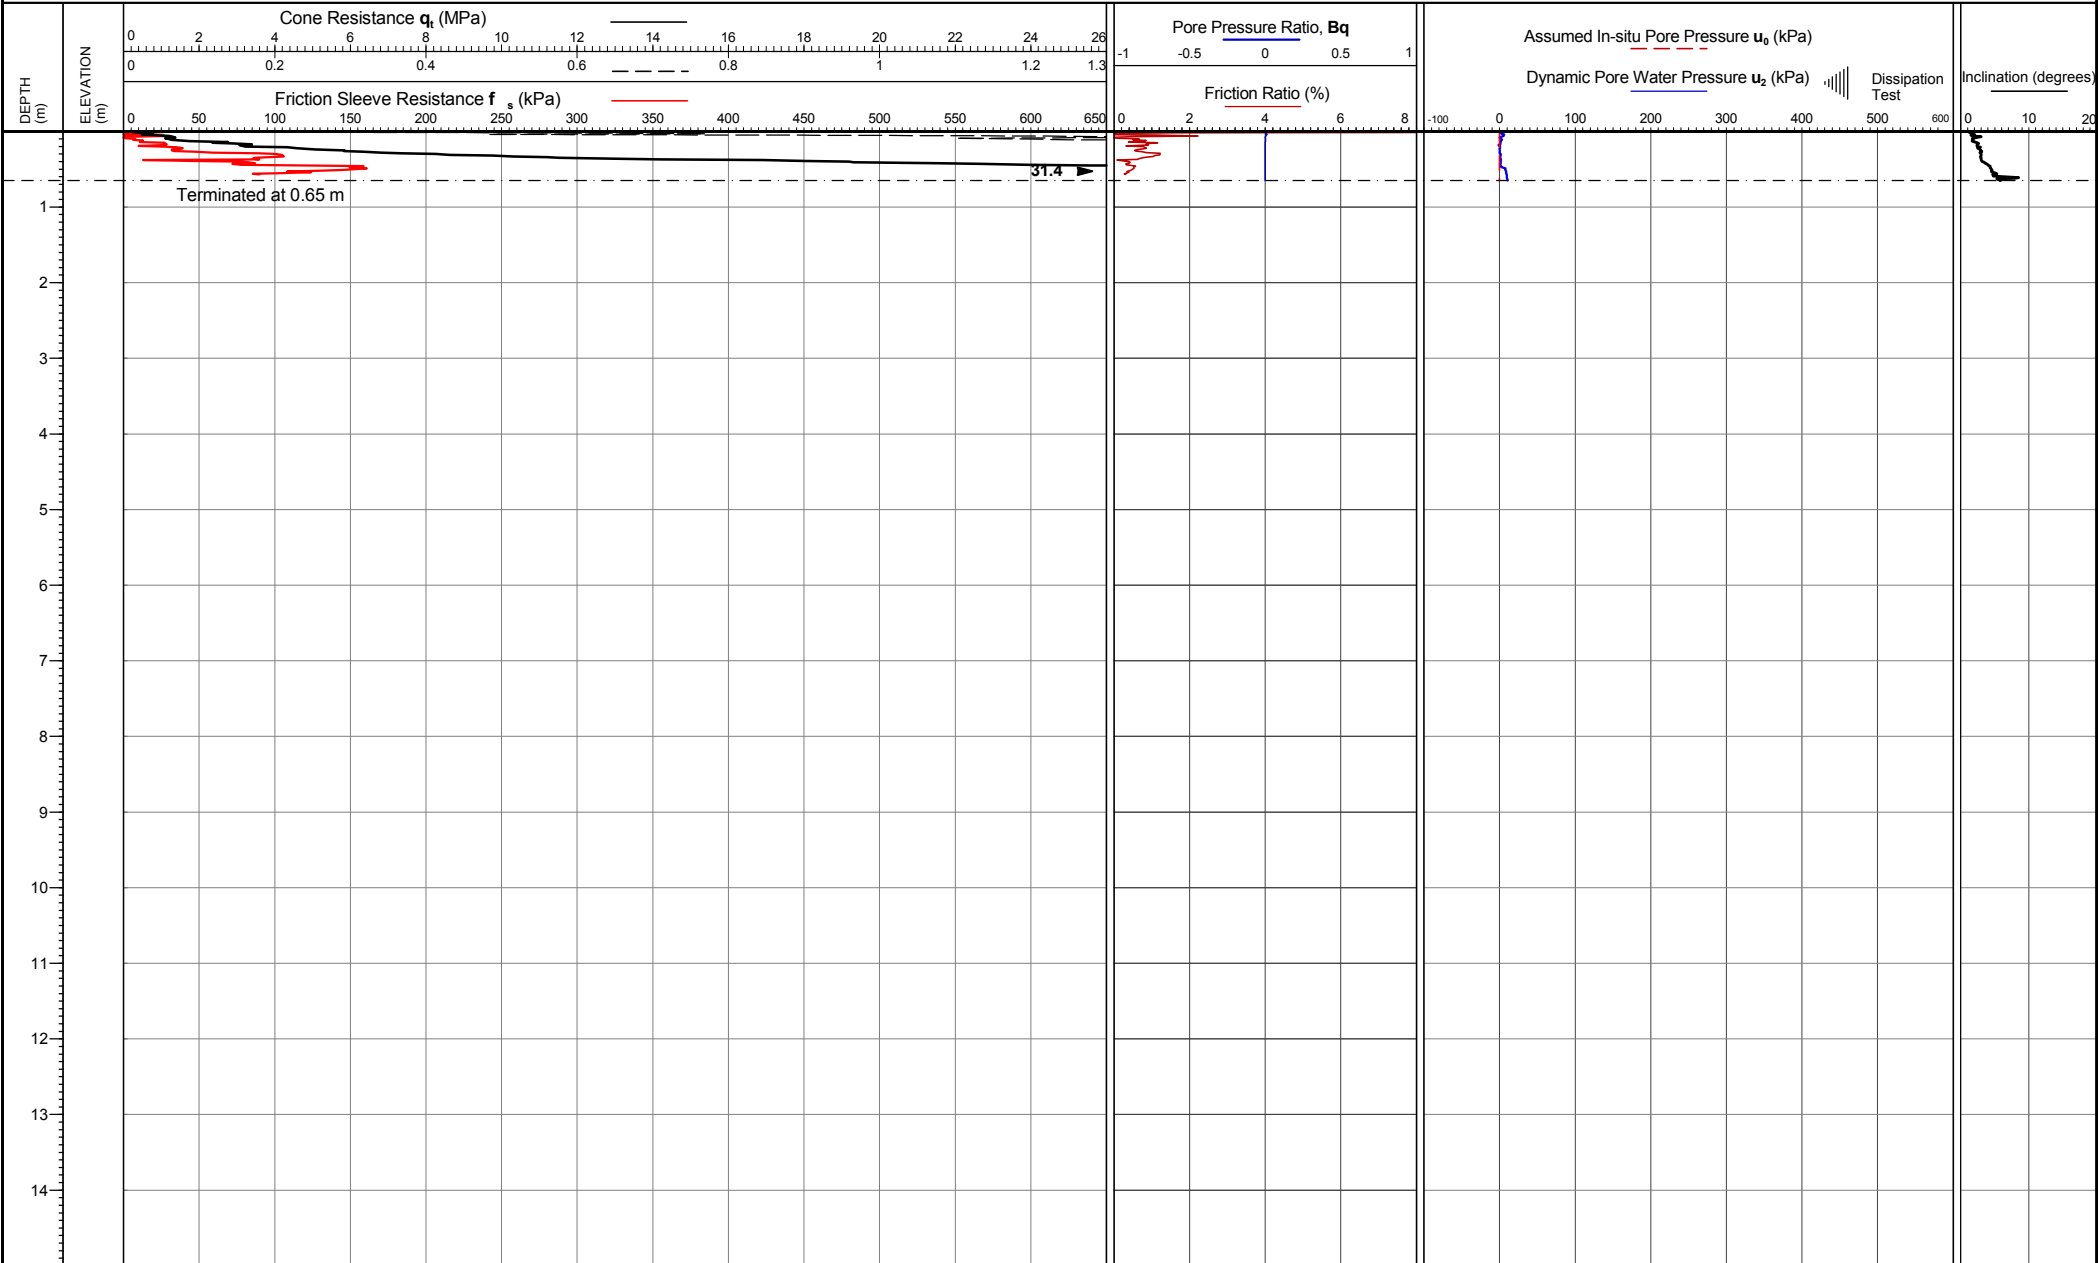 Cone Resistance qt (MPa)
0 2 4 6 8 10 12 14 16 18 20 22 24 26
0 0.2 0.4 0.6 0.8 1 1.2 1.3
Friction Sleeve Resistance f s (kPa)
0 50 100 150 200 250 300 350 400 450 500 550 600 650
DEPTH
(m)
ELEVATION
(m)
Pore Pressure Ratio, Bq
-1 -0.5 0 0.5 1
Friction Ratio (%)
0 2 4 6 8
Assumed In-situ Pore Pressure u0 (kPa)
Dynamic Pore Water Pressure u2 (kPa)
Dissipation
Test
-100 0 100 200 300 400 500 600
Inclination (degrees)
0 10 20
31.4
Terminated at 0.65 m
1
2
3
4
5
6
7
8
9
10
11
12
13
14